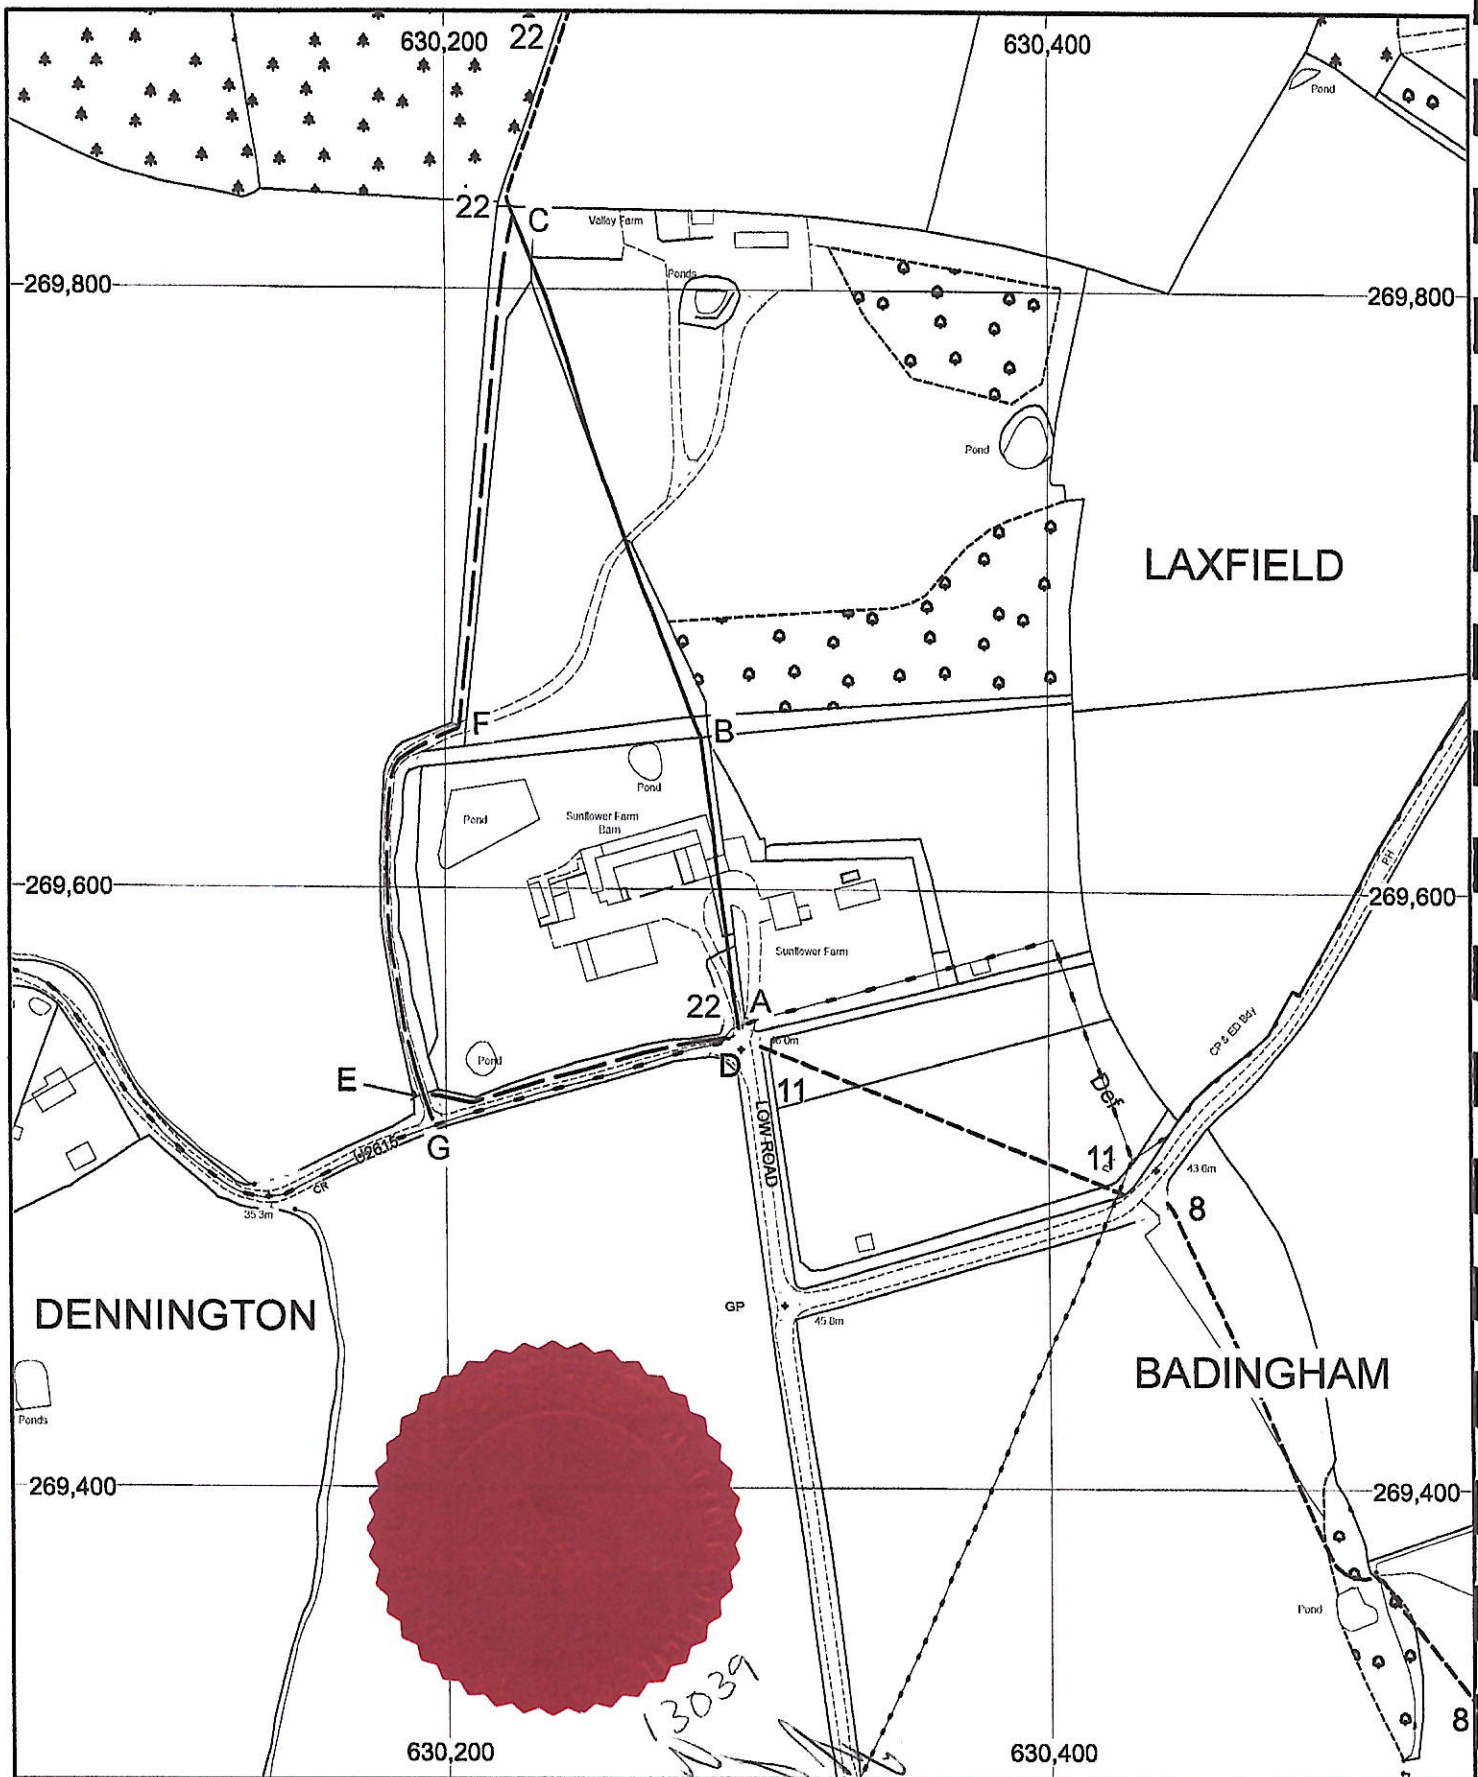 630,200
22
630,400
Pond
22
C
Valley Farm
269,800
Ponds
269,800
Pond
LAXFIELD
F
B
Pond
Pond
Sunflower Farm
Barn
PH
269,600
269,600
Sunflower Farm
22
A
CP & ED Bdy
D
11
Pond
E
Def
LOW ROAD
U2615
G
11
43.6m
CR
8
35.3m
DENNINGTON
GP
45.8m
BADINGHAM
Ponds
269,400
269,400
Pond
13039
8
630,200
630,400